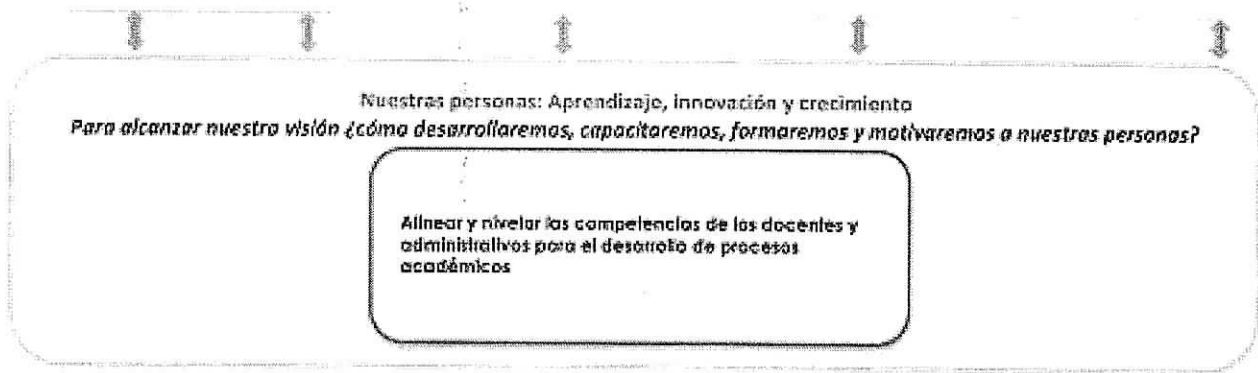 Nuestras personas: Aprendizaje, innovación y crecimiento
Para alcanzar nuestra visión ¿cómo desarrollaremos, capacitaremos, formaremos y motivaremos a nuestras personas?
Alinear y nivelar las competencias de los docentes y
administrativos para el desarrollo de procesos
académicos